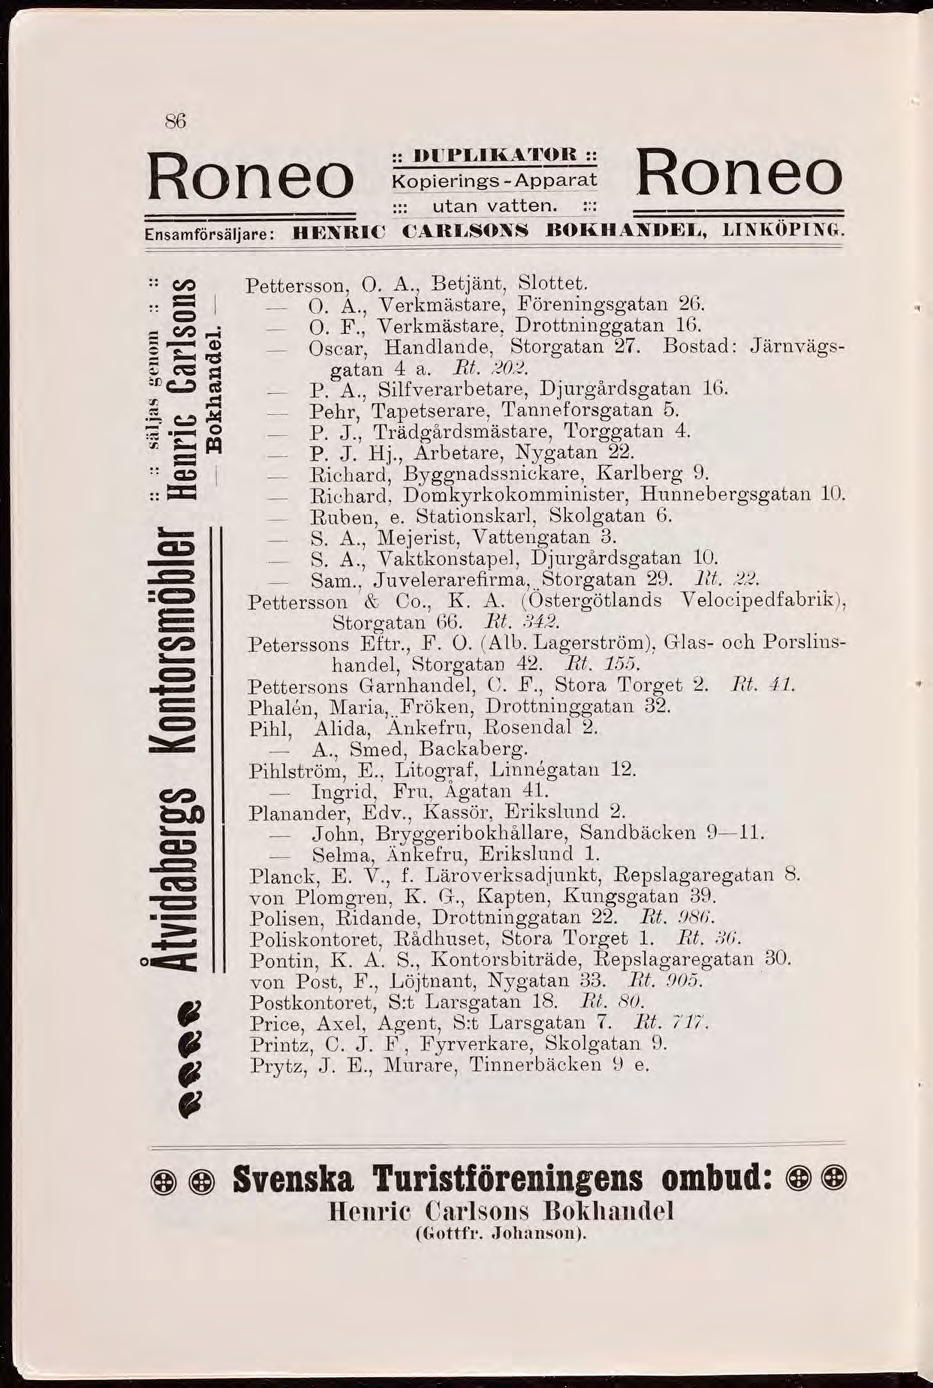 86
Roneo
:: DUPLIKATOR ::
Kopierings-Apparat
::: utan vatten. :::
Roneo
Ensamförsäljare: HENRIC CARLSONS BOKHANDEL, LINKÖPING.
Åtvidabergs Kontorsmöbler
:: :: säljas genom :: ::
Henric Carlsons
— Bokhandel. —
Pettersson, O. A., Betjänt, Slottet.
— O. A., Verkmästare, Föreningsgatan 26.
— O. F., Verkmästare, Drottninggatan 16.
— Oscar, Handlande, Storgatan 27. Bostad: Järnvägs-
gatan 4 a. Rt. 202.
— P. A., Silfverarbetare, Djurgårdsgatan 16.
— Pehr, Tapetserare, Tanneforsgatan 5.
— P. J., Trädgårdsmästare, Torggatan 4.
— P. J. Hj., Arbetare, Nygatan 22.
— Richard, Byggnadssnickare, Karlberg 9.
— Richard, Domkyrkokomminister, Hunnebergsgatan 10.
— Ruben, e. Stationskarl, Skolgatan 6.
— S. A., Mejerist, Vattengatan 3.
— S. A., Vaktkonstapel, Djurgårdsgatan 10.
— Sam., Juvelerarefirma, Storgatan 29. Rt. 22.
Pettersson & Co., K. A. (Östergötlands Velocipedfabrik),
Storgatan 66. Rt. 342.
Peterssons Eftr., F. O. (Alb. Lagerström), Glas- och Porslins-
handel, Storgatan 42. Rt. 155.
Pettersons Garnhandel, C. F., Stora Torget 2. Rt. 41.
Phalén, Maria, Fröken, Drottninggatan 32.
Pihl, Alida, Änkefru, Rosendal 2.
— A., Smed, Backaberg.
Pihlström, E., Litograf, Linnégatan 12.
— Ingrid, Fru, Ågatan 41.
Planander, Edv., Kassör, Erikslund 2.
— John, Bryggeribokhållare, Sandbäcken 9—11.
— Selma, Änkefru, Erikslund 1.
Planck, E. V., f. Läroverksadjunkt, Repslagaregatan 8.
von Plomgren, K. G., Kapten, Kungsgatan 39.
Polisen, Ridande, Drottninggatan 22. Rt. 986.
Poliskontoret, Rådhuset, Stora Torget 1. Rt. 36.
Pontin, K. A. S., Kontorsbiträde, Repslagaregatan 30.
von Post, F., Löjtnant, Nygatan 33. Rt. 905.
Postkontoret, S:t Larsgatan 18. Rt. 80.
Price, Axel, Agent, S:t Larsgatan 7. Rt. 717.
Printz, C. J. F, Fyrverkare, Skolgatan 9.
Prytz, J. E., Murare, Tinnerbäcken 9 e.
Svenska Turistföreningens ombud:
Henric Carlsons Bokhandel
(Gottfr. Johanson).